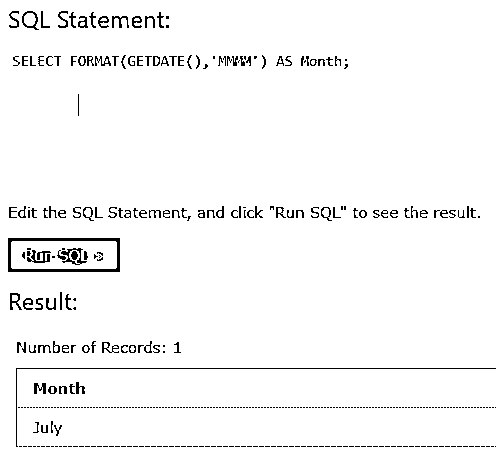 SQL Statement:
SELECT FORMAT(GETDATE(),'MMMM') AS Month;
Edit the SQL Statement, and click "Run SQL" to see the result.
Run SQL »
Result:
Number of Records: 1
Month
July